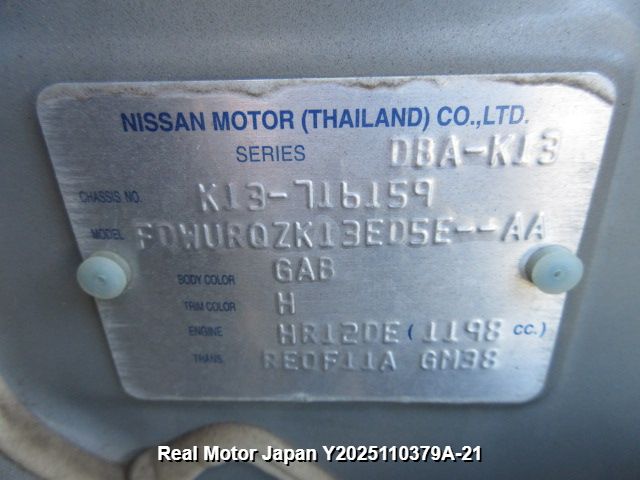 NISSAN MOTOR (THAILAND) CO.,LTD.
SERIES DBA-K13
CHASSIS NO. K13-716159
MODEL FDWURQZK13ED5E--AA
BODY COLOR GAB
TRIM COLOR H
ENGINE HR12DE (1198 cc.)
TRANS. RE0F11A GM38
Real Motor Japan Y2025110379A-21